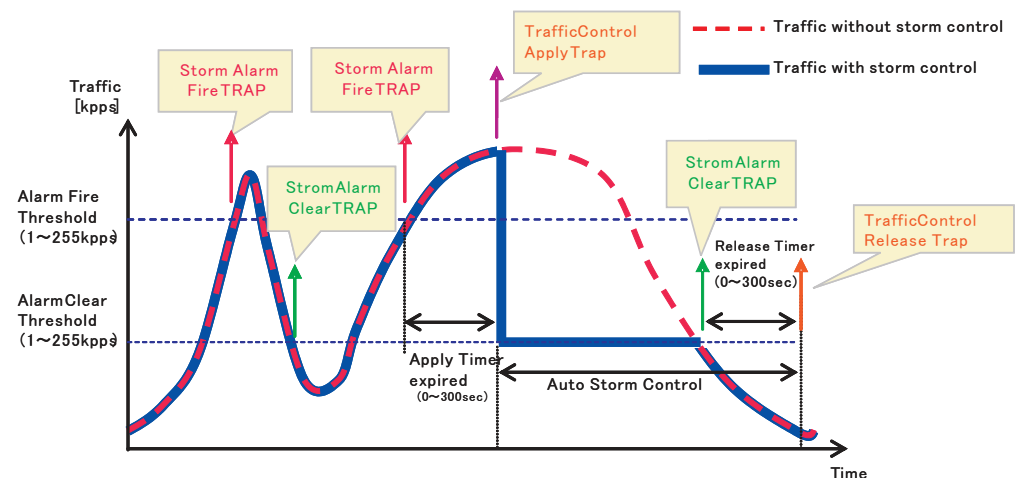 Traffic without storm control
Traffic with storm control
TrafficControl
ApplyTrap
Storm Alarm
FireTRAP
Storm Alarm
FireTRAP
Traffic
[kpps]
StromAlarm
ClearTRAP
StromAlarm
ClearTRAP
Alarm Fire
Threshold
(1～255kpps)
TrafficControl
Release Trap
Release Timer
expired
(0～300sec)
AlarmClear
Threshold
(1～255kpps)
Apply Timer
expired
(0～300sec)
Auto Storm Control
Time